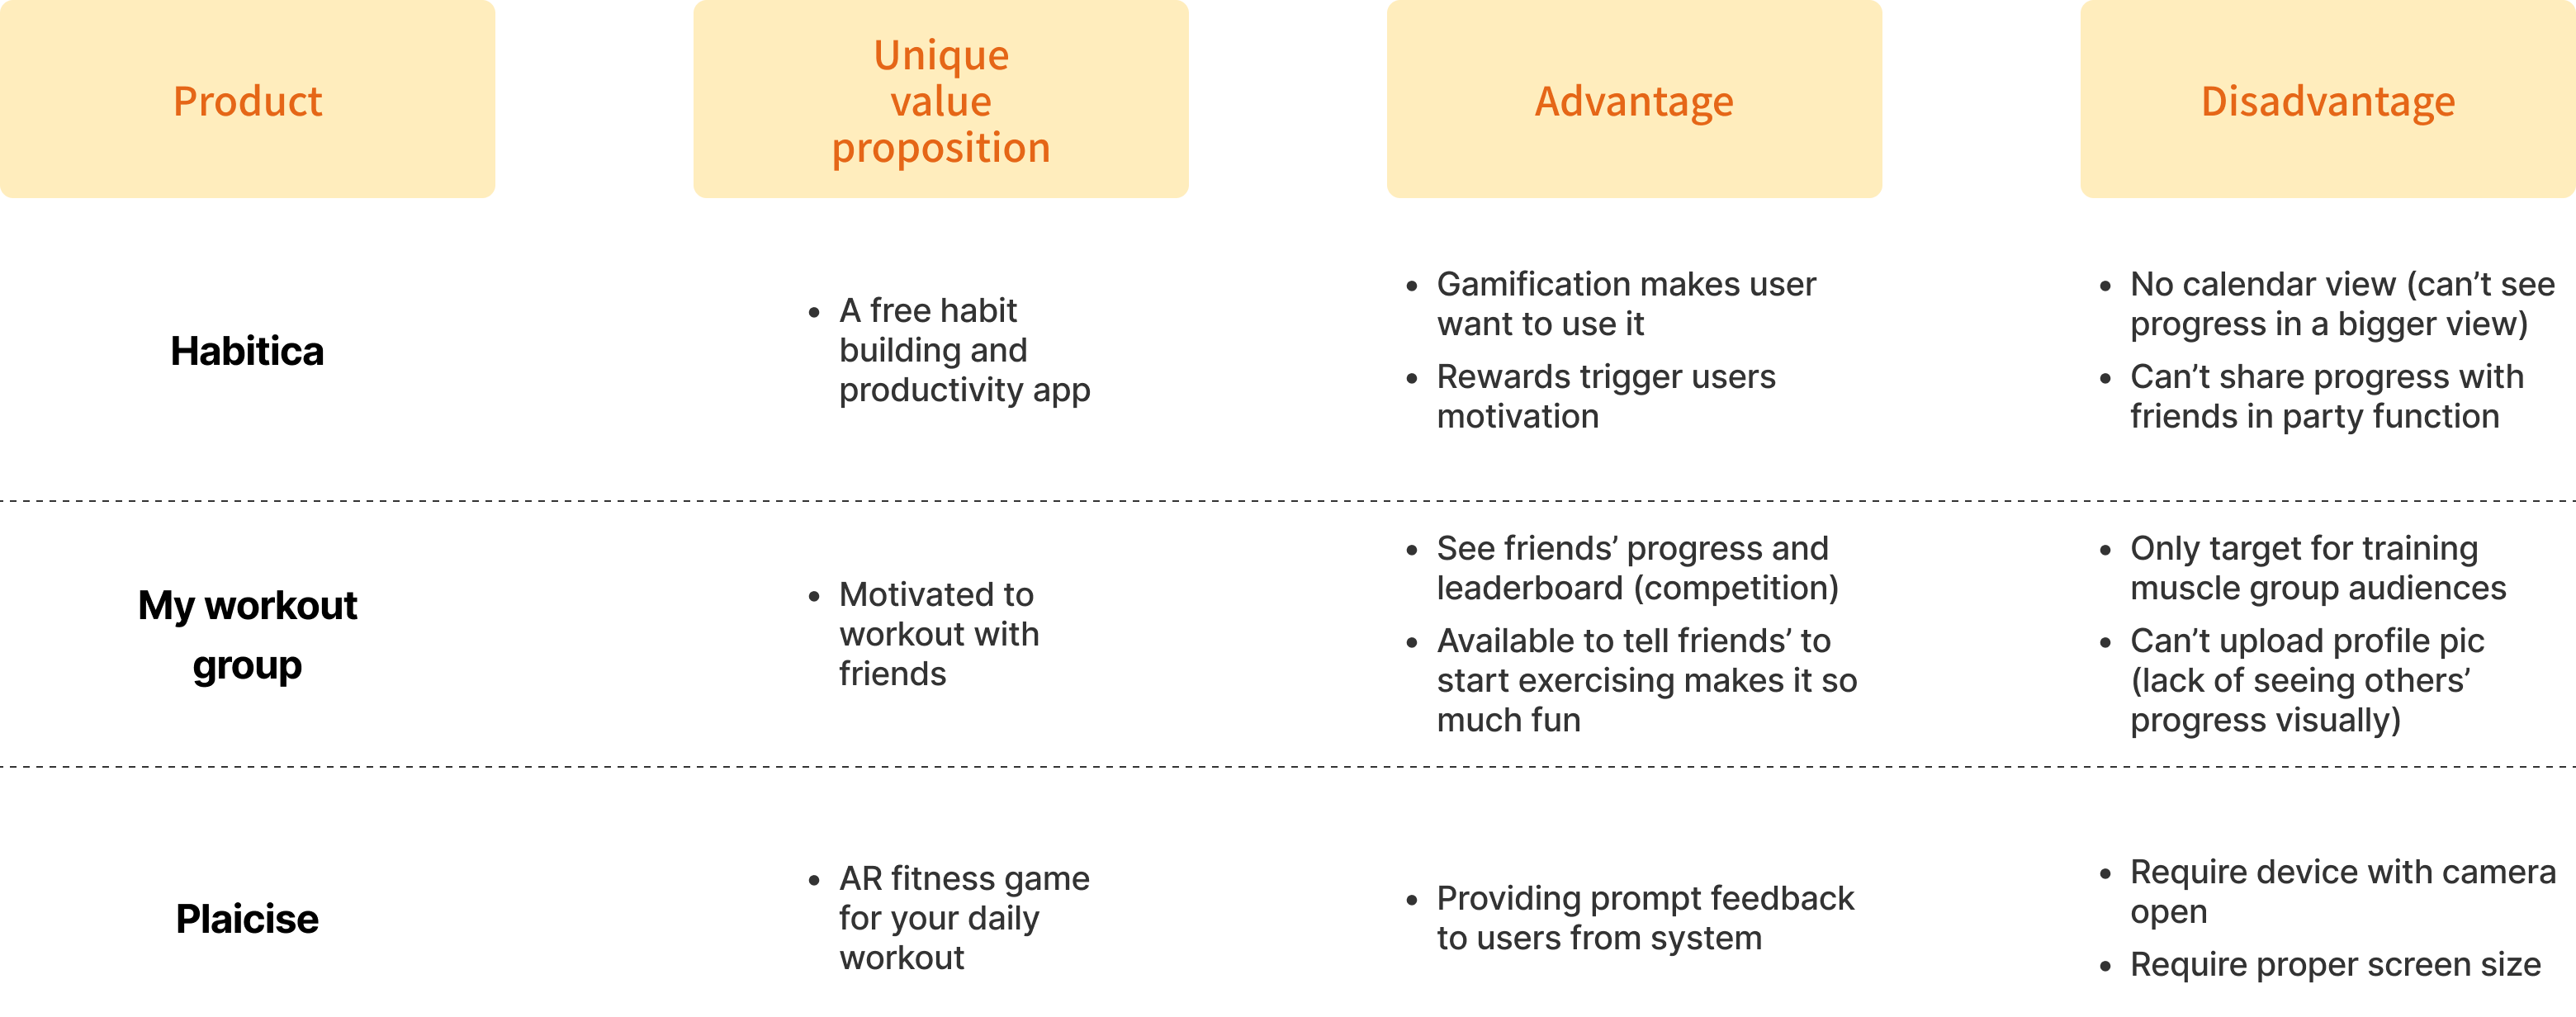 Product
Unique
value
proposition
Advantage
Disadvantage
Habitica
• A free habit
building and
productivity app
• Gamification makes user
want to use it
• Rewards trigger users
motivation
• No calendar view (can’t see
progress in a bigger view)
• Can’t share progress with
friends in party function
My workout
group
• Motivated to
workout with
friends
• See friends’ progress and
leaderboard (competition)
• Available to tell friends’ to
start exercising makes it so
much fun
• Only target for training
muscle group audiences
• Can’t upload profile pic
(lack of seeing others’
progress visually)
Plaicise
• AR fitness game
for your daily
workout
• Providing prompt feedback
to users from system
• Require device with camera
open
• Require proper screen size